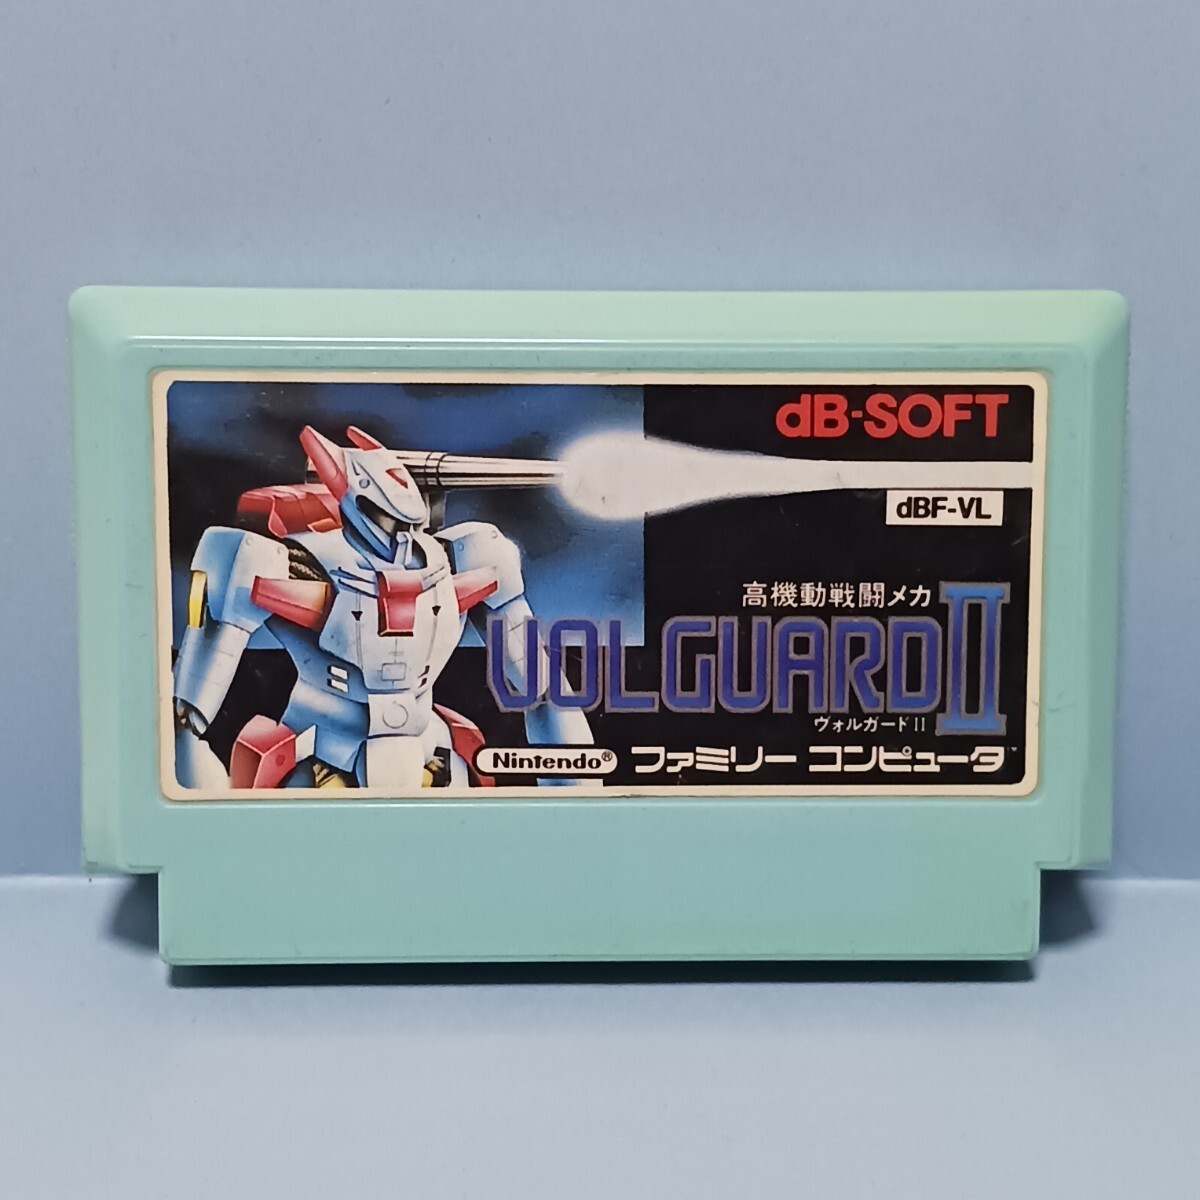 dB-SOFT
dBF-VL
高機動戦闘メカ
VOLGUARD II
ヴォルガードII
Nintendo® ファミリー コンピュータ™